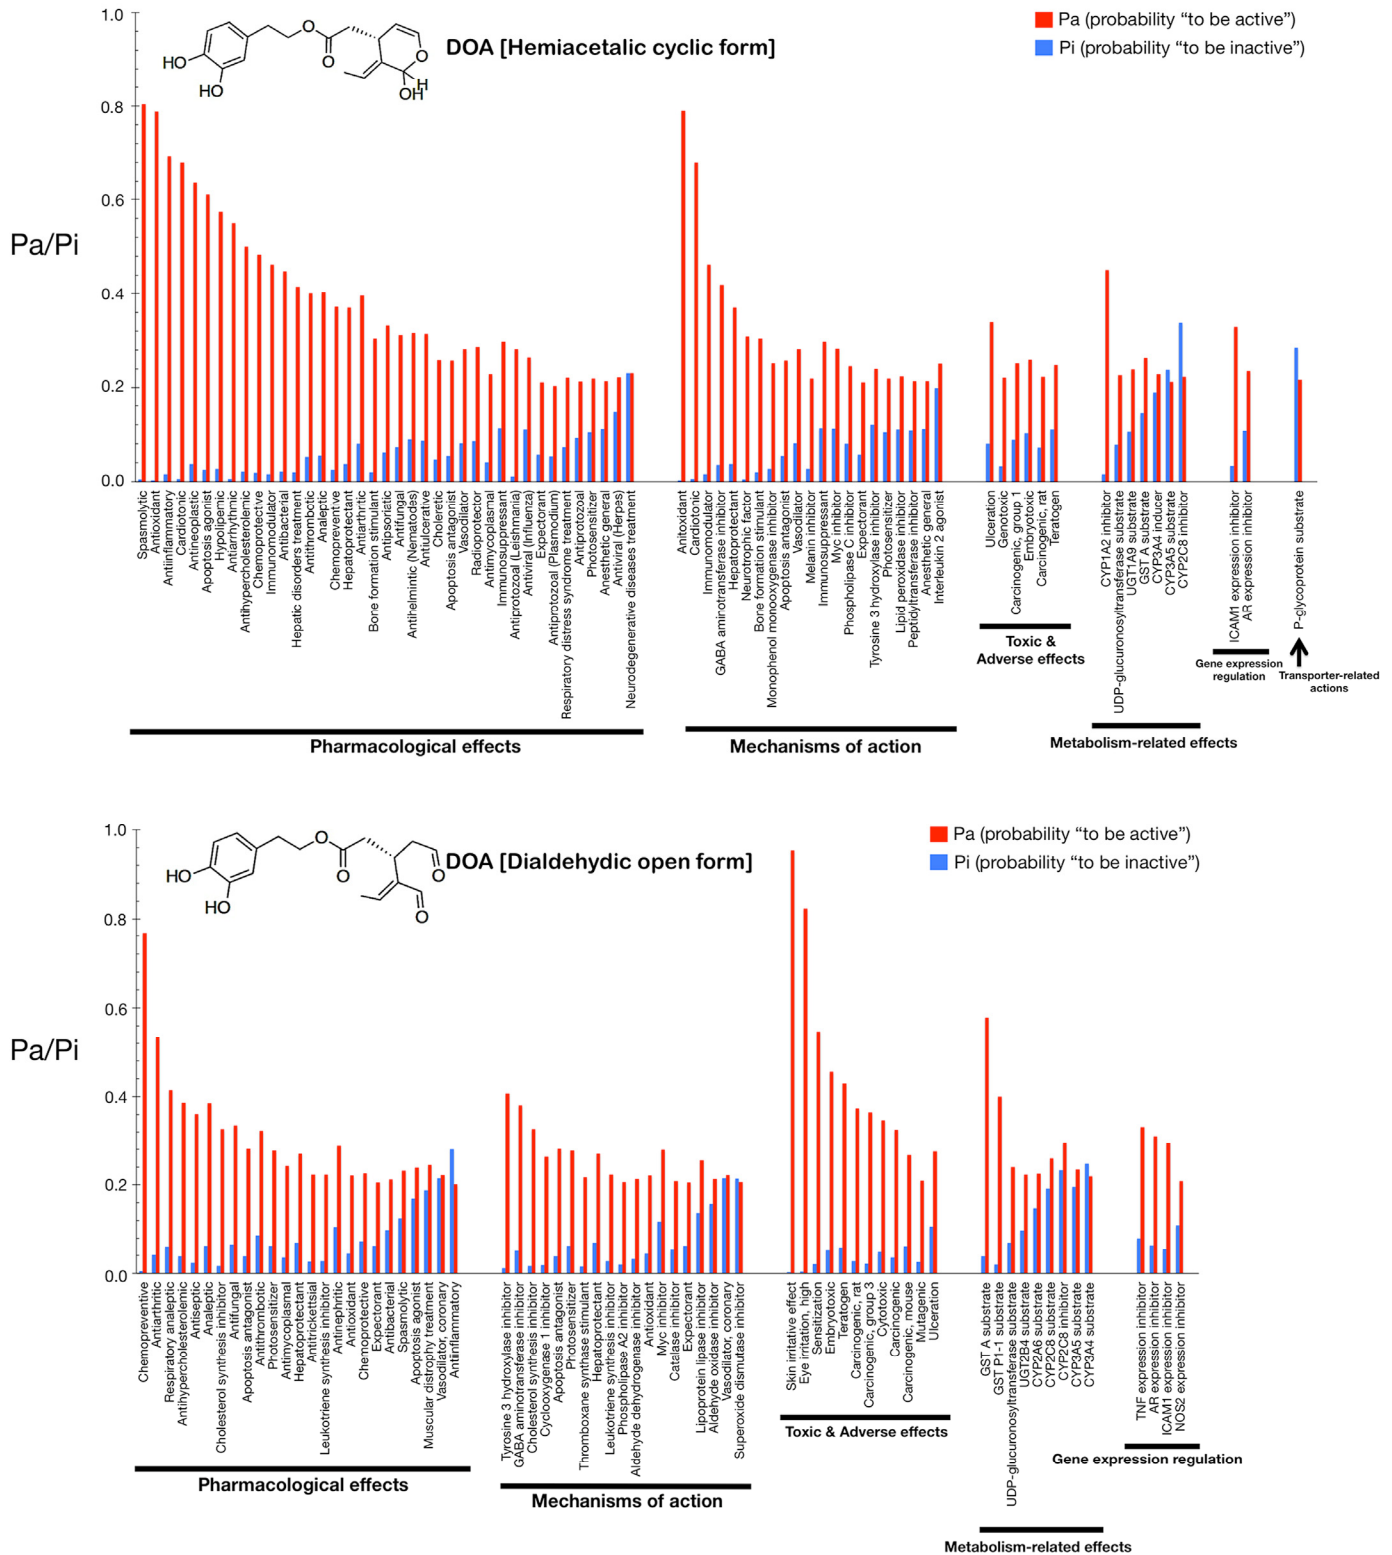 DOA [Hemiacetalic cyclic form]
Pa (probability “to be active”)
Pi (probability “to be inactive”)
HO
OH
O
O
O
H
OH
Pa/Pi
1.0
0.8
0.6
0.4
0.2
0.0
Spasmolytic
Antioxidant
Antiinflammatory
Cardiotonic
Antineoplastic
Apoptosis agonist
Hypolipemic
Antiarrhythmic
Antihypercholesterolemic
Chemoprotective
Immunomodulator
Antibacterial
Hepatic disorders treatment
Antithrombotic
Analeptic
Chemopreventive
Hepatoprotectant
Antiarthritic
Bone formation stimulant
Antipsoriatic
Antifungal
Antihelmintic (Nematodes)
Antiulcerative
Choleretic
Apoptosis antagonist
Vasodilator
Radioprotector
Antimycoplasmal
Immunosuppressant
Antiprotozoal (Leishmania)
Antiviral (Influenza)
Expectorant
Antiprotozoal (Plasmodium)
Respiratory distress syndrome treatment
Antiprotozoal
Photosensitizer
Anesthetic general
Antiviral (Herpes)
Neurodegenerative diseases treatment
Pharmacological effects
Anitoxidant
Cardiotonic
Immunomodulator
GABA aminotransferase inhibitor
Hepatoprotectant
Neurotrophic factor
Bone formation stimulant
Monophenol monooxygenase inhibitor
Apoptosis antagonist
Vasodilator
Melanin inhibitor
Immunosuppressant
Myc inhibitor
Phospholipase C inhibitor
Expectorant
Tyrosine 3 hydroxylase inhibitor
Photosensitizer
Lipid peroxidase inhibitor
Peptidyltransferase inhibitor
Anesthetic general
Interleukin 2 agonist
Mechanisms of action
Ulceration
Genotoxic
Carcinogenic, group 1
Embryotoxic
Carcinogenic, rat
Teratogen
Toxic &
Adverse effects
CYP1A2 inhibitor
UDP-glucuronosyltransferase substrate
UGT1A9 substrate
GST A substrate
CYP3A4 inducer
CYP3A5 substrate
CYP2C8 inhibitor
Metabolism-related effects
ICAM1 expression inhibitor
AR expression inhibitor
Gene expression
regulation
P-glycoprotein substrate
Transporter-related
actions
DOA [Dialdehydic open form]
Pa (probability “to be active”)
Pi (probability “to be inactive”)
HO
HO
O
O
O
O
Pa/Pi
1.0
0.8
0.6
0.4
0.2
0.0
Chemopreventive
Antiarthritic
Respiratory analeptic
Antihypercholesterolemic
Antiseptic
Analeptic
Cholesterol synthesis inhibitor
Antifungal
Apoptosis antagonist
Antithrombotic
Photosensitizer
Antimycoplasmal
Hepatoprotectant
Antirickettsial
Leukotriene synthesis inhibitor
Antinephritic
Antioxidant
Chemoprotective
Expectorant
Antibacterial
Spasmolytic
Apoptosis agonist
Muscular dystrophy treatment
Vasodilator, coronary
Antiinflammatory
Pharmacological effects
Tyrosine 3 hydroxylase inhibitor
GABA aminotransferase inhibitor
Cholesterol synthesis inhibitor
Cyclooxygenase 1 inhibitor
Apoptosis antagonist
Photosensitizer
Thromboxane synthase stimulant
Hepatoprotectant
Leukotriene synthesis inhibitor
Phospholipase A2 inhibitor
Aldehyde dehydrogenase inhibitor
Antioxidant
Myc inhibitor
Catalase inhibitor
Expectorant
Lipoprotein lipase inhibitor
Aldehyde oxidase inhibitor
Vasodilator, coronary
Superoxide dismutase inhibitor
Mechanisms of action
Skin irritative effect
Eye irritation, high
Sensitization
Embryotoxic
Teratogen
Carcinogenic, rat
Carcinogenic, group 3
Cytotoxic
Carcinogenic
Carcinogenic, mouse
Mutagenic
Ulceration
Toxic & Adverse effects
GST A substrate
GST P1-1 substrate
UDP-glucuronosyltransferase substrate
UGT2B4 substrate
CYP2A6 substrate
CYP2C8 substrate
CYP2C8 inhibitor
CYP3A5 substrate
CYP3A4 substrate
Metabolism-related effects
TNF expression inhibitor
AR expression inhibitor
ICAM1 expression inhibitor
NOS2 expression inhibitor
Gene expression regulation